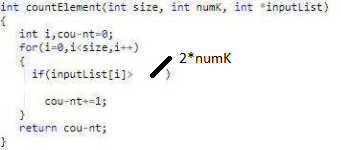 int countElement(int size, int numK, int *inputList)
{
int i,cou-nt=0;
for(i=0,i<size,i++)
{
if(inputList[i]> )
2*numK
cou-nt+=1;
}
return cou-nt;
}